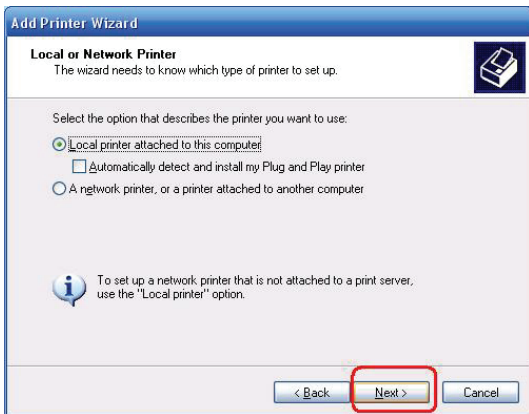 Add Printer Wizard
Local or Network Printer
The wizard needs to know which type of printer to set up.
Select the option that describes the printer you want to use:
Local printer attached to this computer
Automatically detect and install my Plug and Play printer
A network printer, or a printer attached to another computer
To set up a network printer that is not attached to a print server,
use the "Local printer" option.
< Back
Next >
Cancel